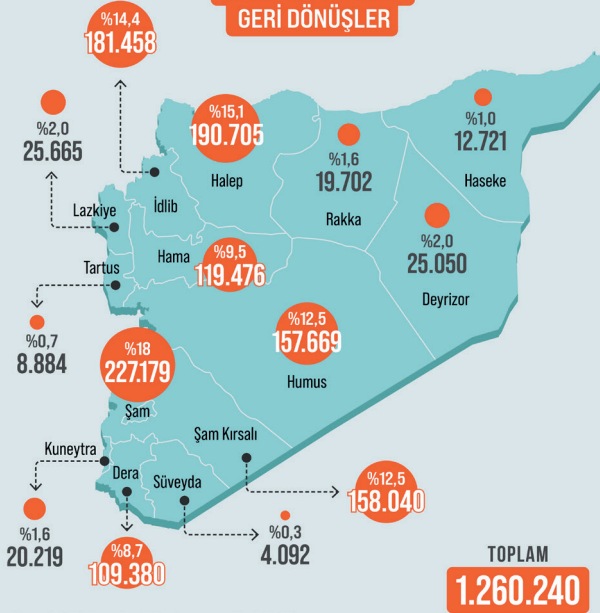 GERİ DÖNÜŞLER
%14,4
181.458
%2,0
25.665
%15,1
190.705
Halep
%1,6
19.702
Rakka
%1,0
12.721
Haseke
İdlib
Lazkiye
Hama
%9,5
119.476
%2,0
25.050
Deyrizor
Tartus
%0,7
8.884
%12,5
157.669
Humus
%18
227.179
Şam
Şam Kırsalı
Kuneytra
Dera
Süveyda
%12,5
158.040
%1,6
20.219
%8,7
109.380
%0,3
4.092
TOPLAM
1.260.240